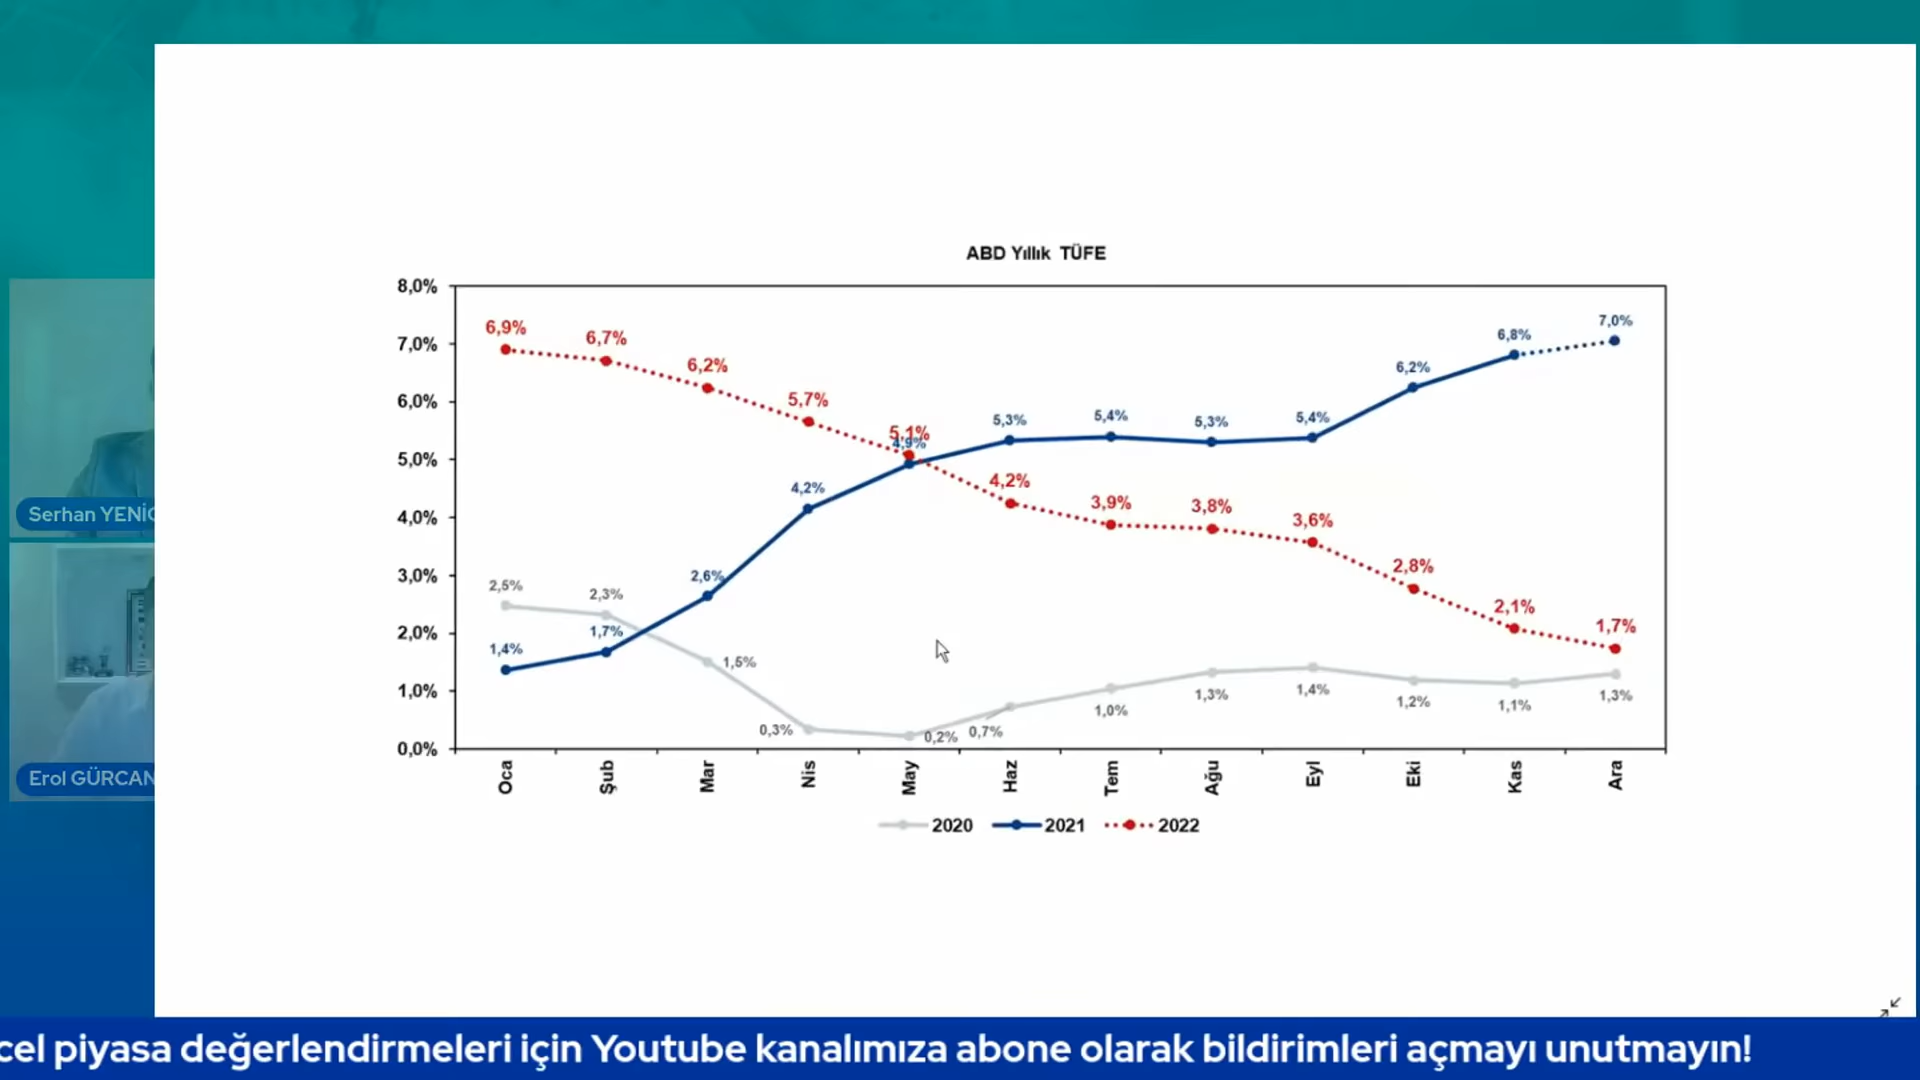 ABD Yıllık TÜFE
8,0%
7,0%
6,0%
5,0%
4,0%
3,0%
2,0%
1,0%
0,0%
6,9%
6,7%
6,2%
5,7%
5,1%
4,2%
3,9%
3,8%
3,6%
2,8%
2,1%
1,7%
1,4%
1,7%
2,6%
4,2%
4,9%
5,3%
5,4%
5,3%
5,4%
6,2%
6,8%
7,0%
2,5%
2,3%
1,5%
0,3%
0,2%
0,7%
1,0%
1,3%
1,4%
1,2%
1,1%
1,3%
Oca
Şub
Mar
Nis
May
Haz
Tem
Ağu
Eyl
Eki
Kas
Ara
2020 2021 2022
Serhan
Erol GÜRCAN
piyasa değerlendirmeleri için Youtube kanalımıza abone olarak bildirimleri açmayı unutmayın!